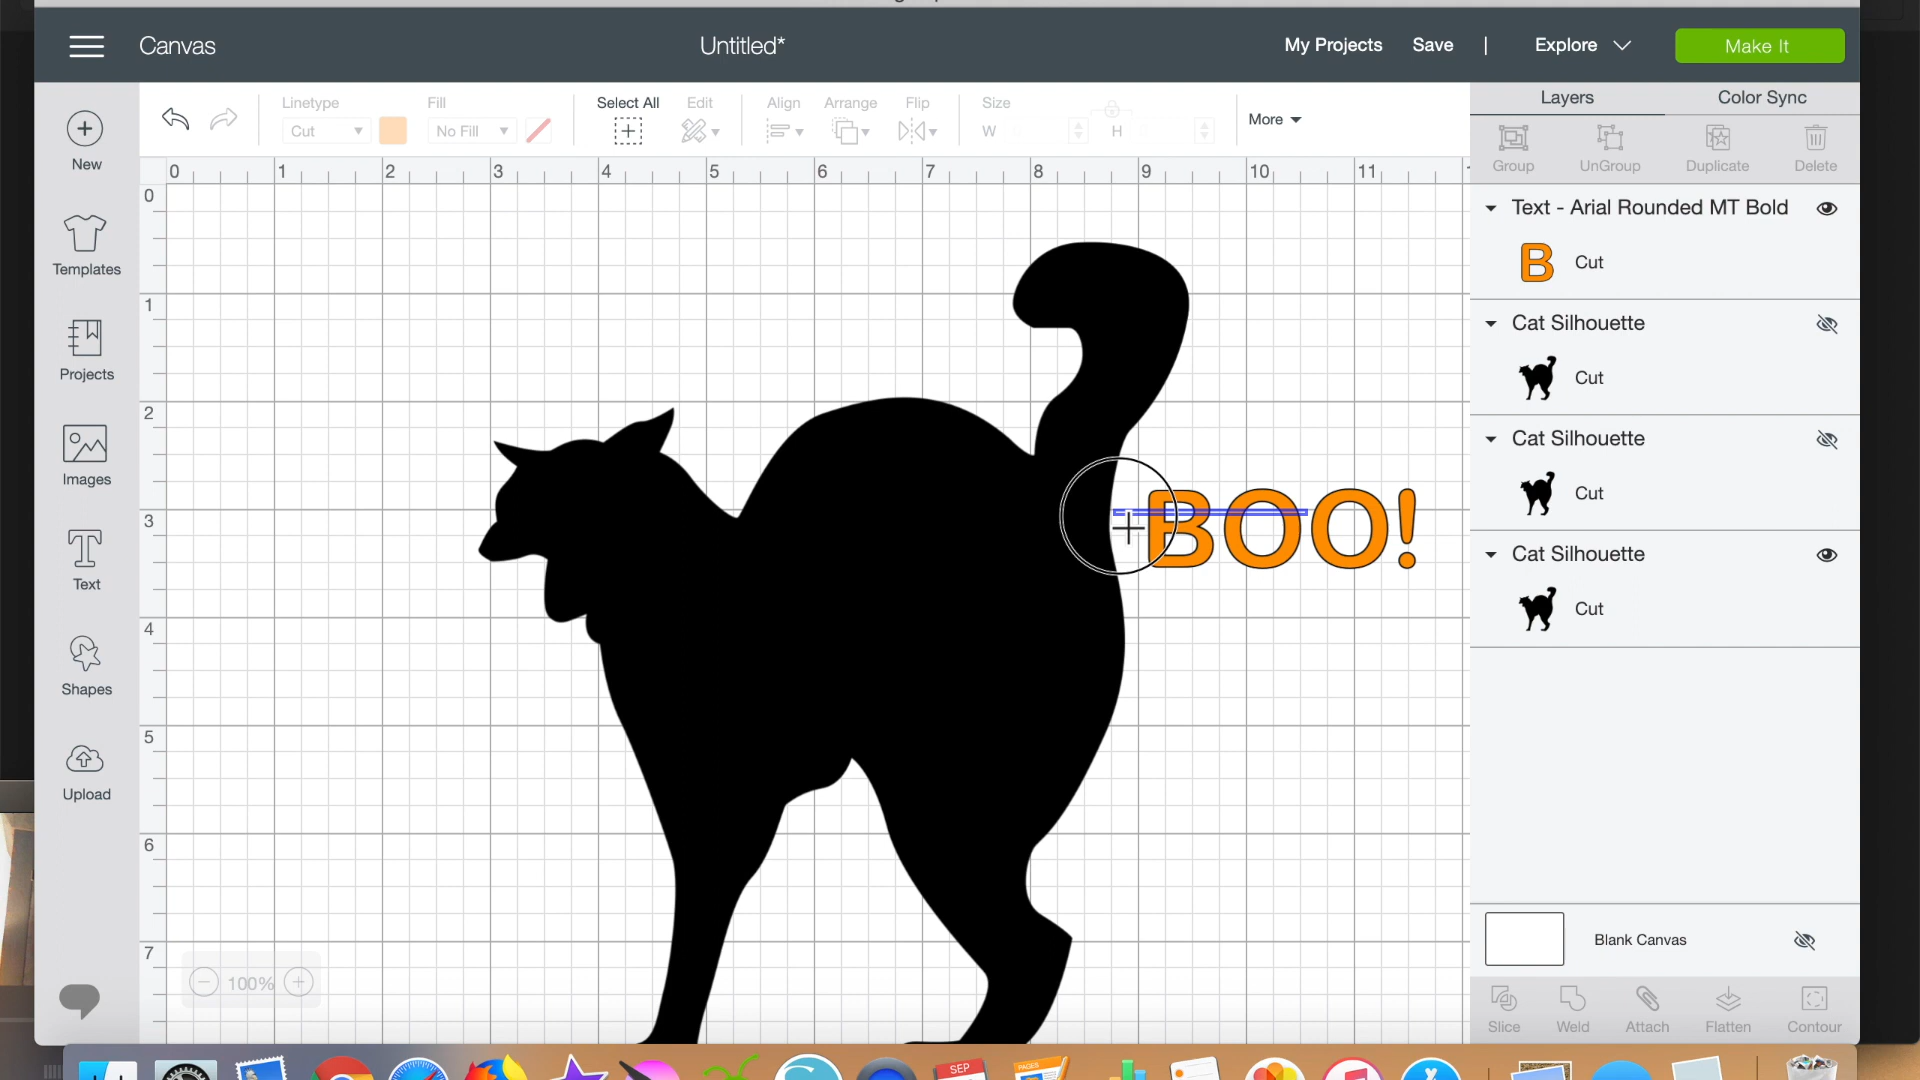 Canvas
Untitled*
My Projects
Save
|
Explore
Make It
New
Templates
Projects
Images
Text
Shapes
Upload
Linetype
Cut
Fill
No Fill
Select All
Edit
Align
Arrange
Flip
Size
W
H
More
0 1 2 3 4 5 6 7 8 9 10 11
0
1
2
3
4
5
6
7
BOO!
100%
Layers
Color Sync
Group
UnGroup
Duplicate
Delete
Text - Arial Rounded MT Bold
B Cut
Cat Silhouette
Cut
Cat Silhouette
Cut
Cat Silhouette
Cut
Blank Canvas
Slice
Weld
Attach
Flatten
Contour
SEP
PAGES